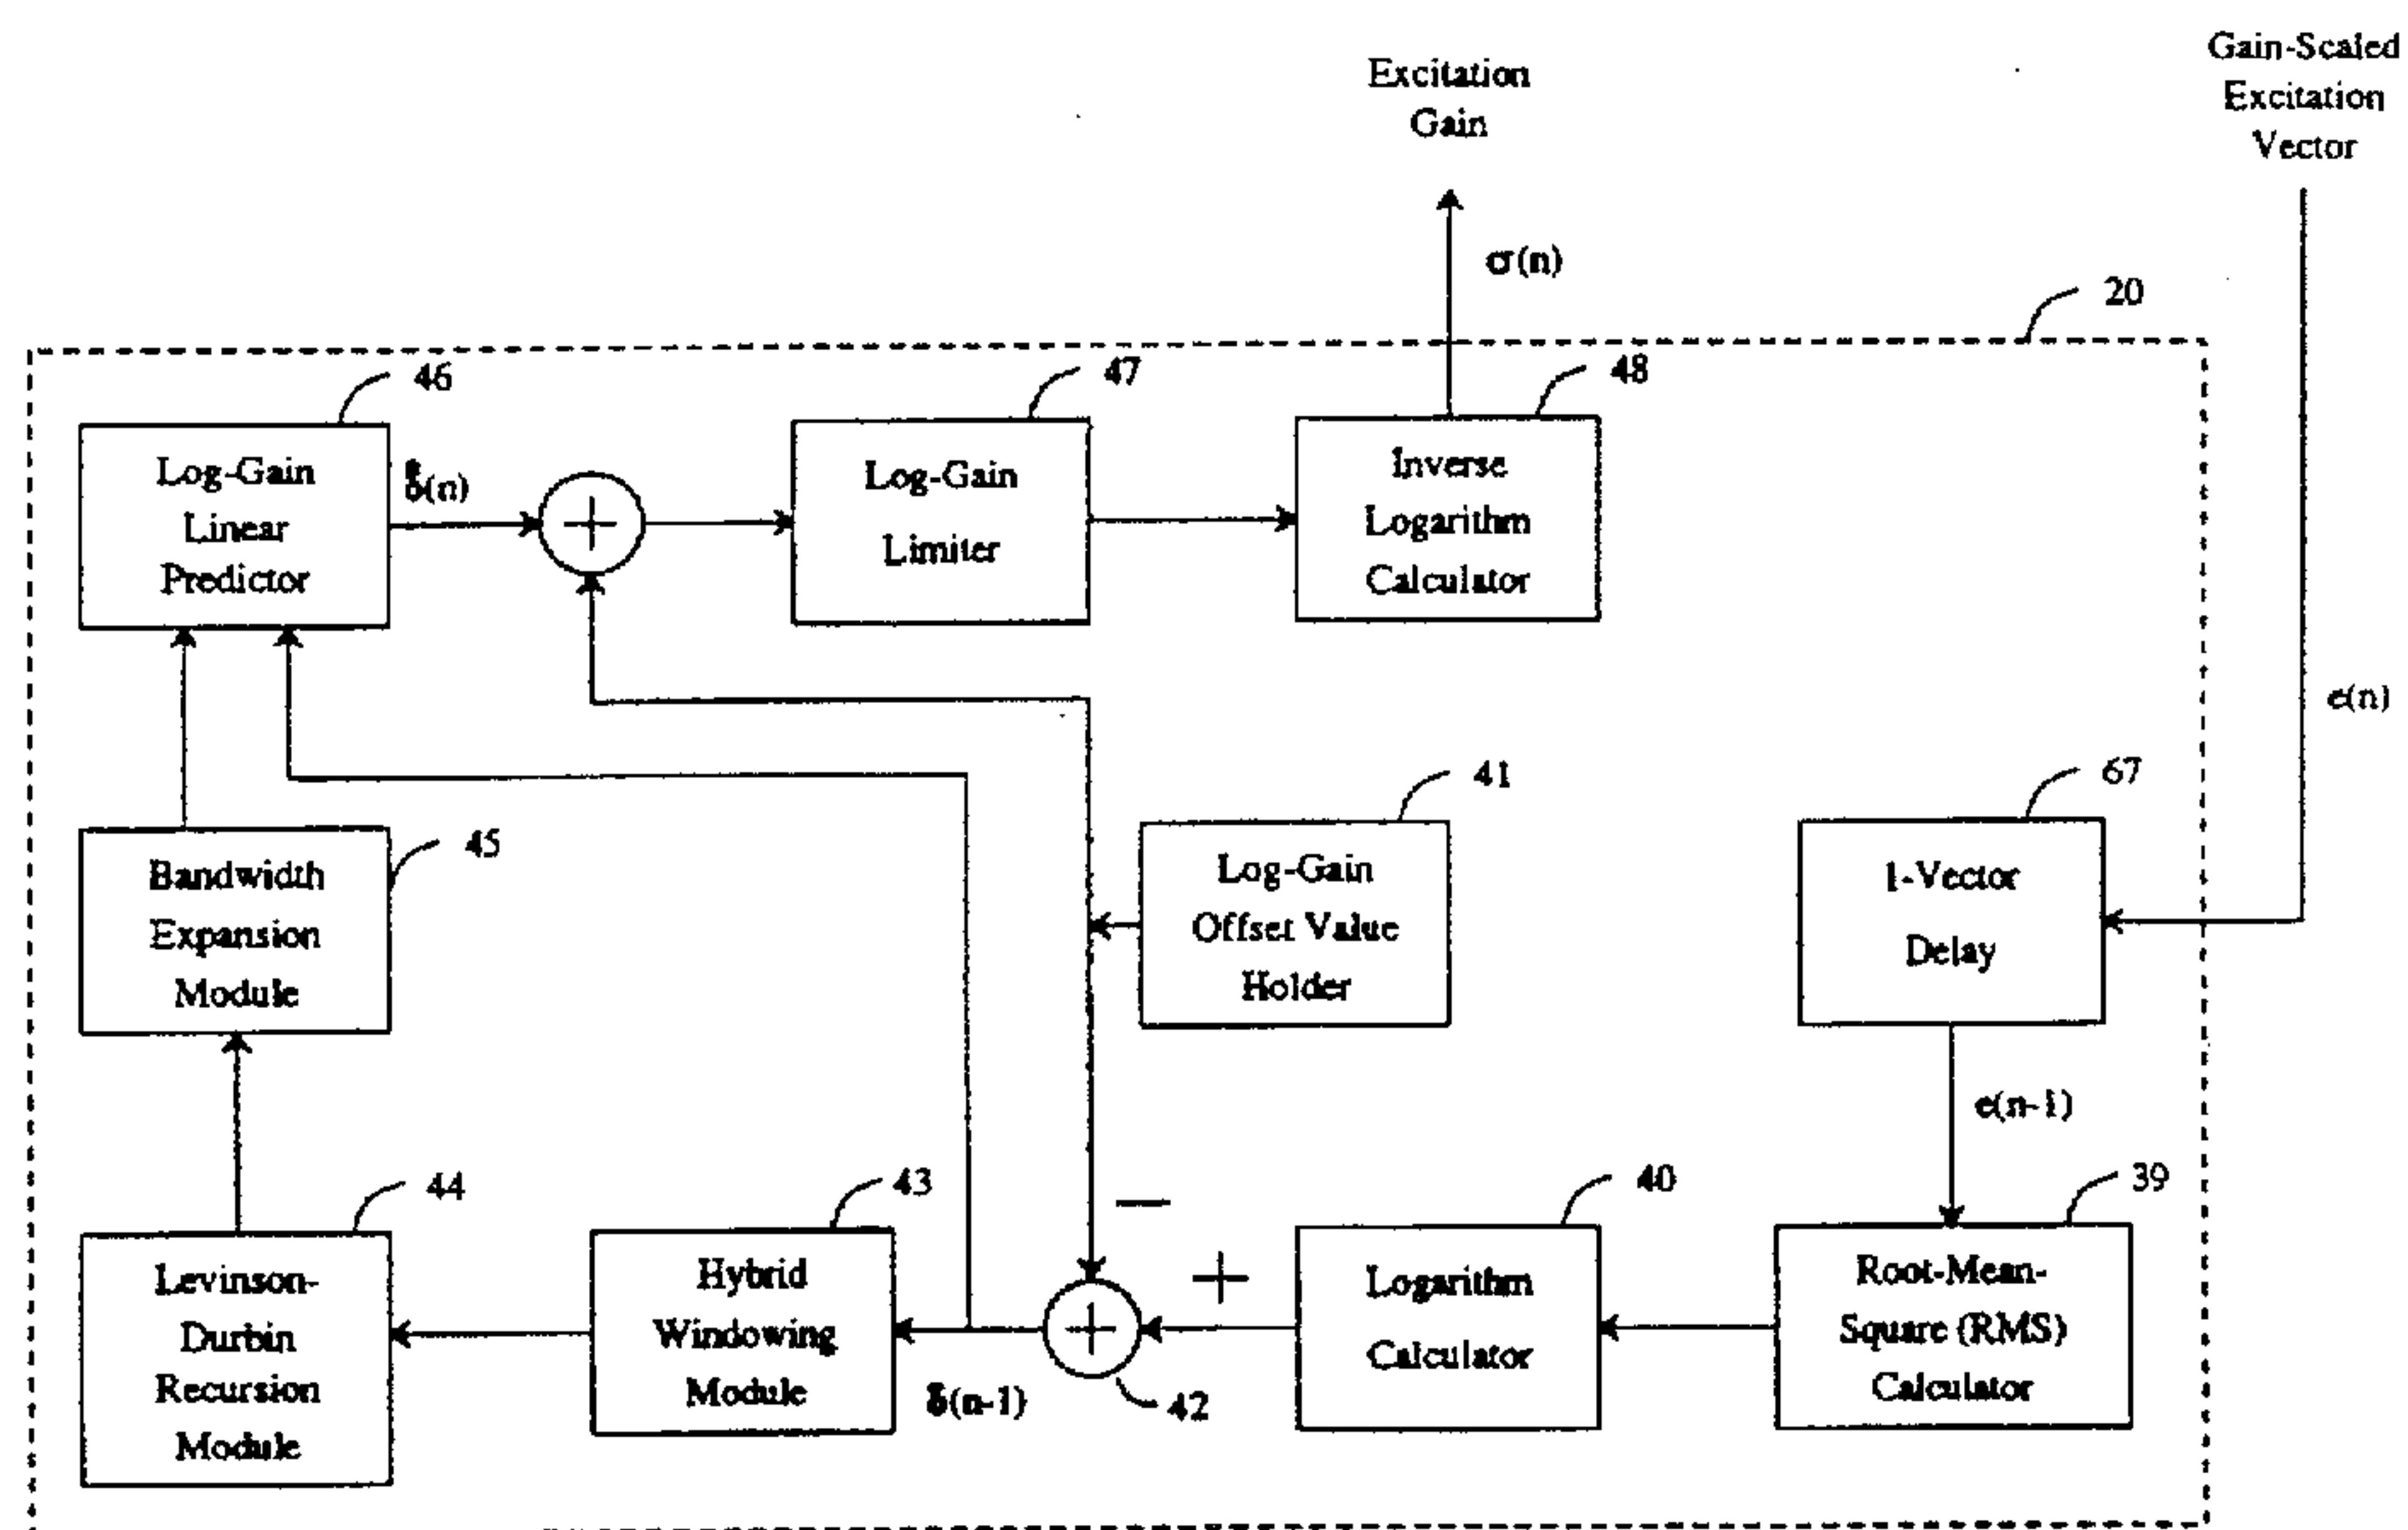 Excitation
Gain
Gain-Scaled
Excitation
Vector
σ(n)
20
46
47
48
Log-Gain
Linear
Predictor
δ̂(n)
+
Log-Gain
Limiter
Inverse
Logarithm
Calculator
e(n)
41
67
45
Bandwidth
Expansion
Module
Log-Gain
Offset Value
Holder
1-Vector
Delay
e(n-1)
44
43
40
39
−
+
Levinson-
Durbin
Recursion
Module
Hybrid
Windowing
Module
+
Logarithm
Calculator
Root-Mean-
Square (RMS)
Calculator
δ(n-1)
42